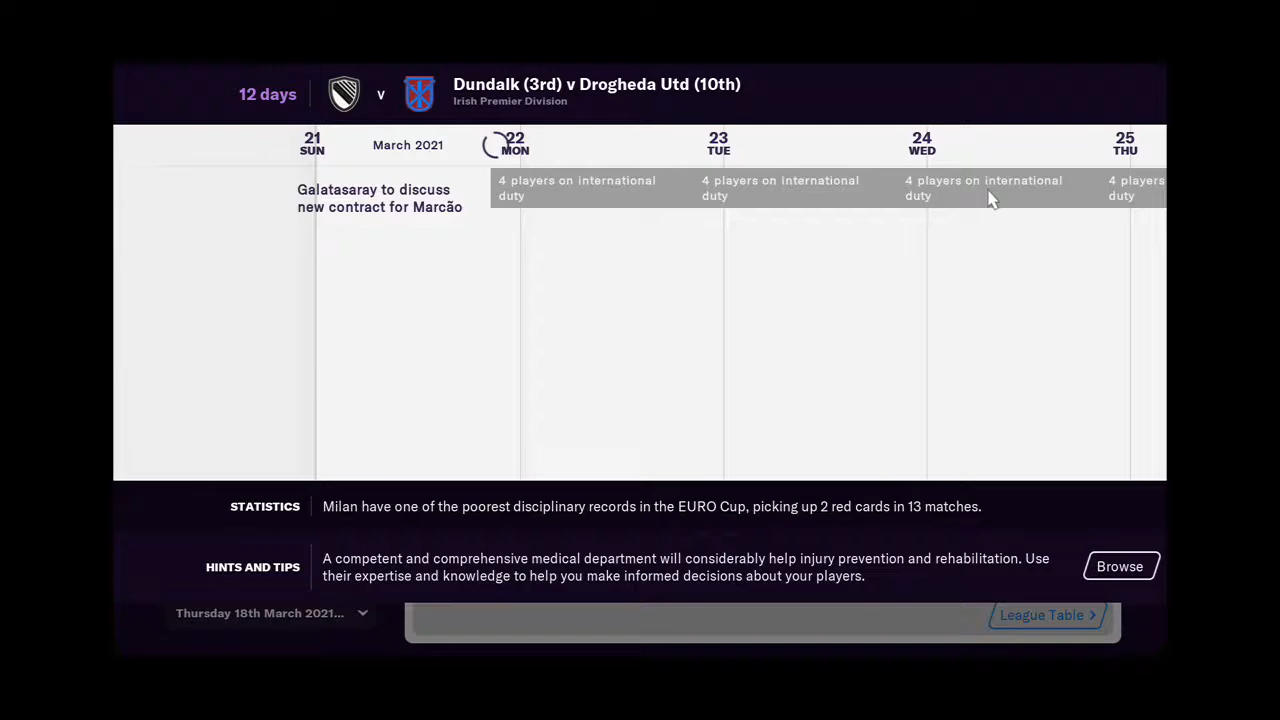 12 days
v
Dundalk (3rd) v Drogheda Utd (10th)
Irish Premier Division
21
SUN
March 2021
22
MON
23
TUE
24
WED
25
THU
Galatasaray to discuss
new contract for Marcão
4 players on international
duty
4 players on international
duty
4 players on international
duty
4 players
duty
STATISTICS
Milan have one of the poorest disciplinary records in the EURO Cup, picking up 2 red cards in 13 matches.
HINTS AND TIPS
A competent and comprehensive medical department will considerably help injury prevention and rehabilitation. Use
their expertise and knowledge to help you make informed decisions about your players.
Browse
Thursday 18th March 2021...
League Table >